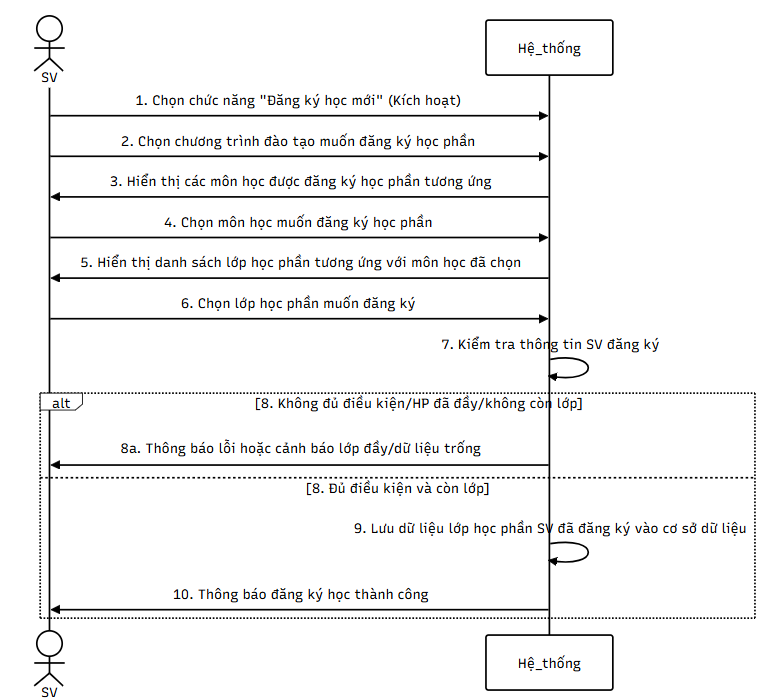 SV
Hệ_thống
1. Chọn chức năng "Đăng ký học mới" (Kích hoạt)
2. Chọn chương trình đào tạo muốn đăng ký học phần
3. Hiển thị các môn học được đăng ký học phần tương ứng
4. Chọn môn học muốn đăng ký học phần
5. Hiển thị danh sách lớp học phần tương ứng với môn học đã chọn
6. Chọn lớp học phần muốn đăng ký
7. Kiểm tra thông tin SV đăng ký
alt
[8. Không đủ điều kiện/HP đã đầy/không còn lớp]
8a. Thông báo lỗi hoặc cảnh báo lớp đầy/dữ liệu trống
[8. Đủ điều kiện và còn lớp]
9. Lưu dữ liệu lớp học phần SV đã đăng ký vào cơ sở dữ liệu
10. Thông báo đăng ký học thành công
SV
Hệ_thống